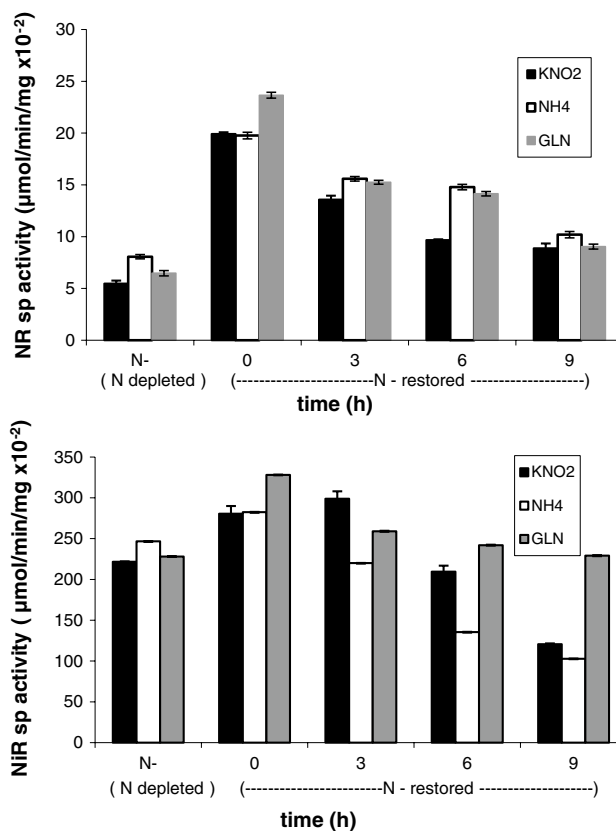 NR sp activity (µmol/min/mg x10-2)
30
25
20
15
10
5
0
KNO2
NH4
GLN
N- 0 3 6 9
( N depleted ) (------------------------N - restored ----------------------)
time (h)
NiR sp activity ( µmol/min/mg x10-2)
350
300
250
200
150
100
50
0
KNO2
NH4
GLN
N- 0 3 6 9
( N depleted ) (------------------------N - restored ----------------------)
time (h)